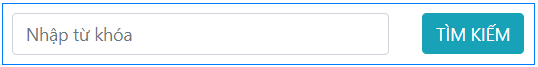 Nhập từ khóa
TÌM KIẾM